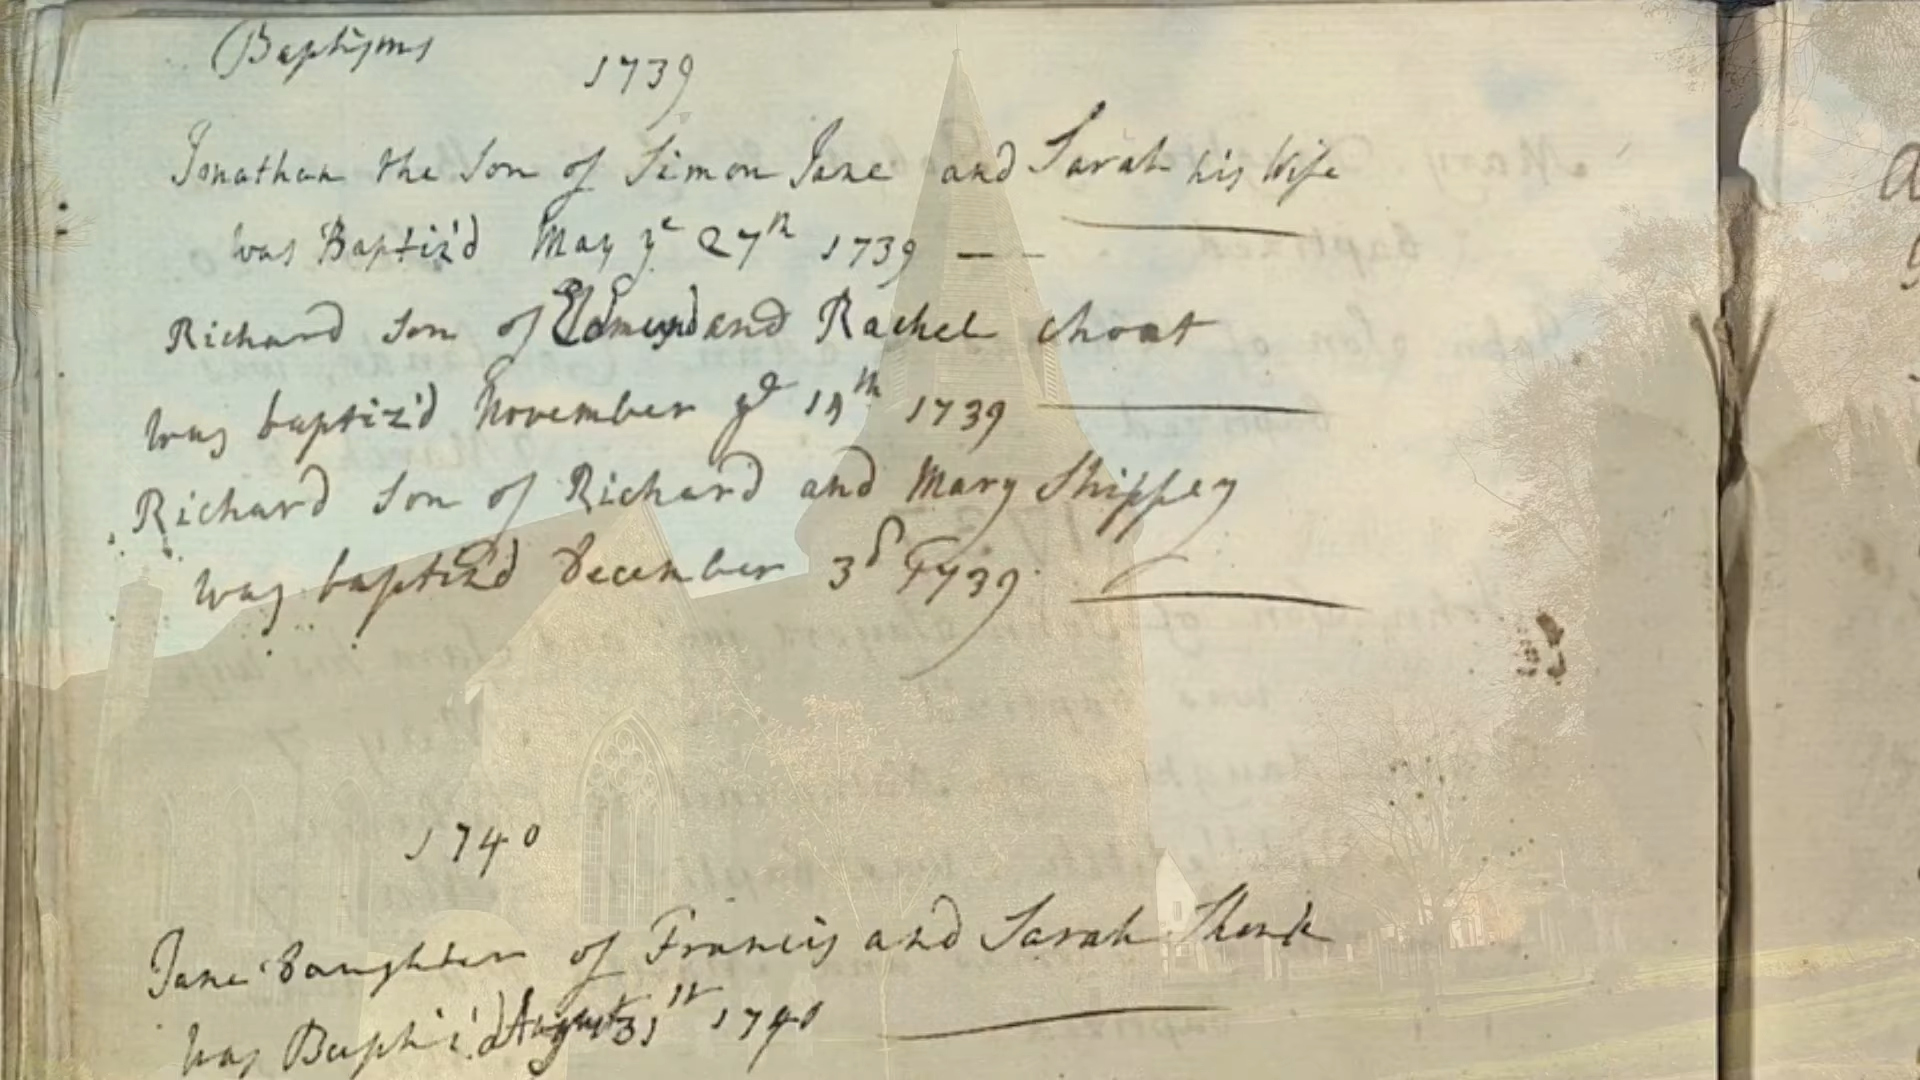 Baptisms
1739
Jonathan the Son of Simon Jane and Sarah his Wife
was Baptiz'd May ye 27th 1739
Richard Son of Edmund and Rachel Choat
was baptiz'd November ye 19th 1739
Richard Son of Richard and Mary Shippey
was baptiz'd December 3d 1739
1740
Jane Daughter of Francis and Sarah
was Baptiz'd August 31st 1740